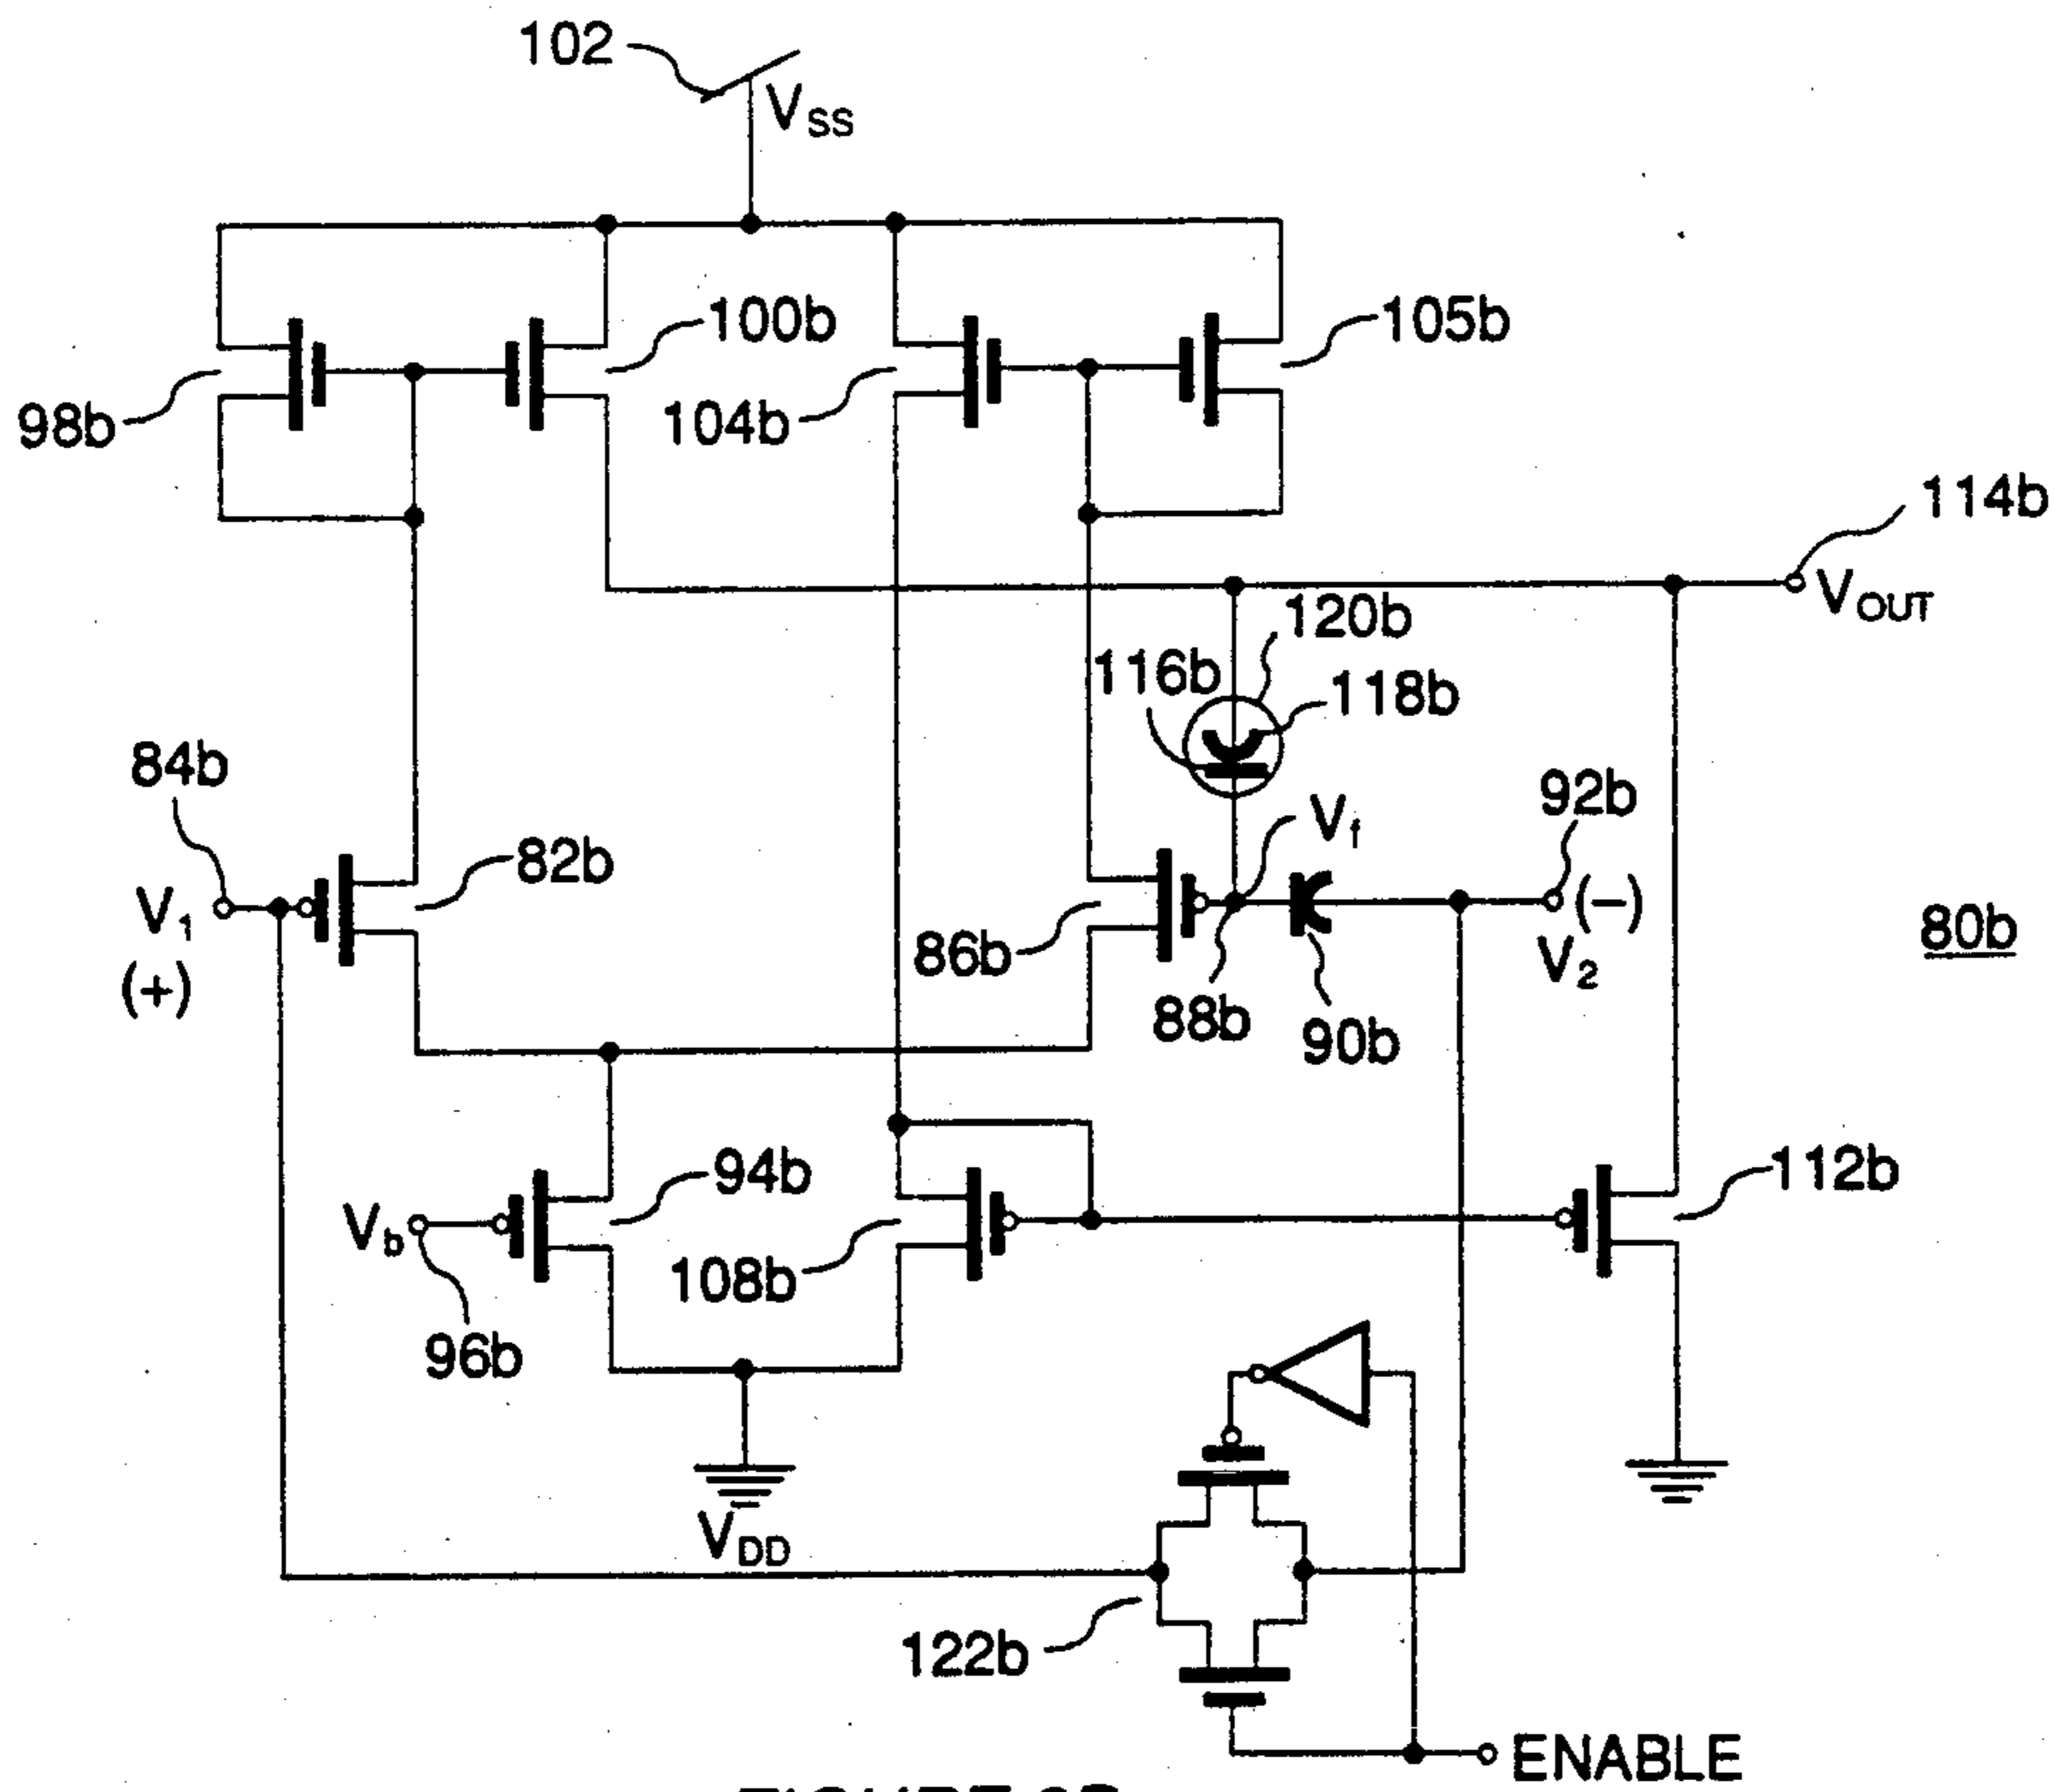 102
VSS
100b
105b
98b
104b
114b
VOUT
120b
116b
118b
84b
92b
Vf
82b
V1
(+)
(−)
V2
86b
80b
88b
90b
94b
112b
Vb
108b
96b
VDD
122b
ENABLE